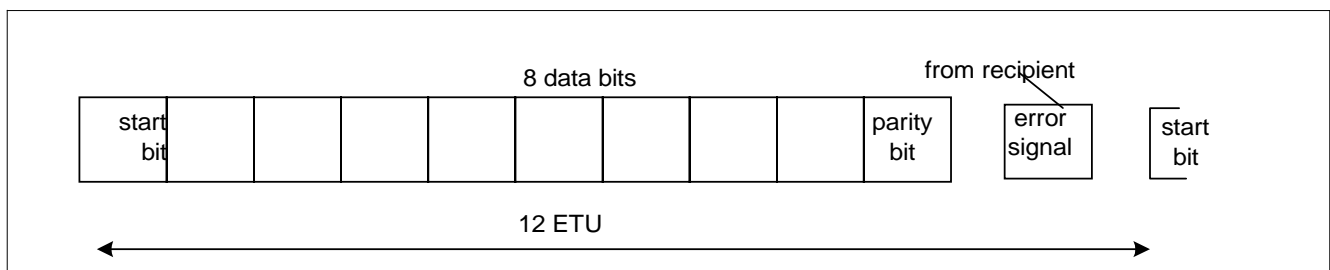 8 data bits
from recipient
start
bit
parity
bit
error
signal
start
bit
12 ETU